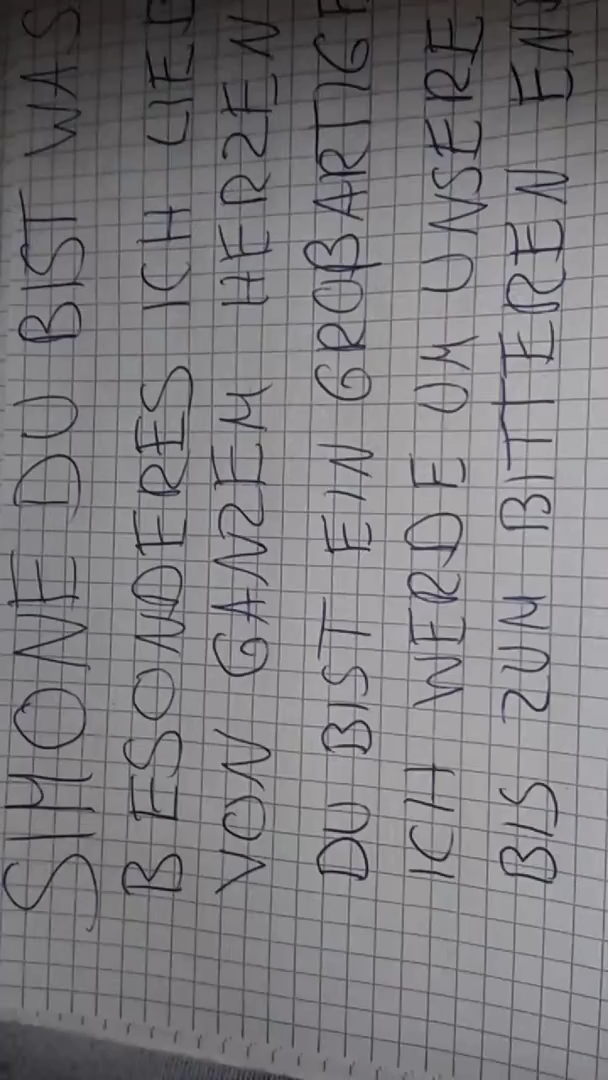 SIMONE DU BIST WAS
BESONDERES ICH
VON GANZEM HERZEN
DU BIST EIN
ICH WERDE UM UNSERE
BIS ZUM BITTEREN